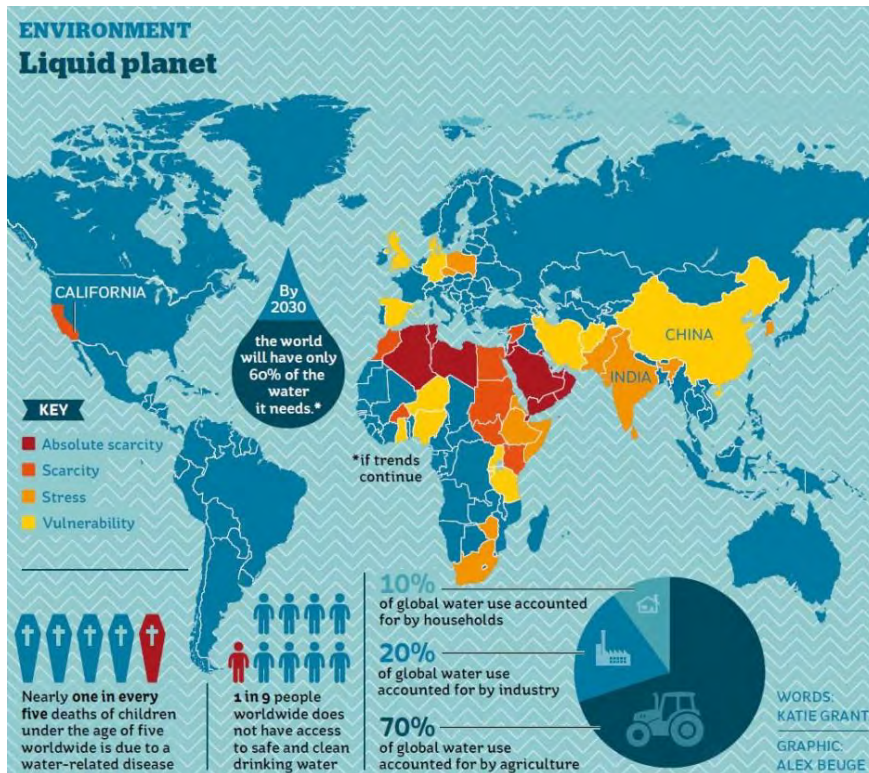 ENVIRONMENT
Liquid planet
CALIFORNIA
By
2030
the world
will have only
60% of the
water
it needs.*
CHINA
INDIA
KEY
Absolute scarcity
Scarcity
Stress
Vulnerability
*if trends
continue
Nearly one in every
five deaths of children
under the age of five
worldwide is due to a
water-related disease
1 in 9 people
worldwide does
not have access
to safe and clean
drinking water
10%
of global water use accounted
for by households
20%
of global water use
accounted for by industry
70%
of global water use
accounted for by agriculture
WORDS:
KATIE GRANT
GRAPHIC:
ALEX BEUGE